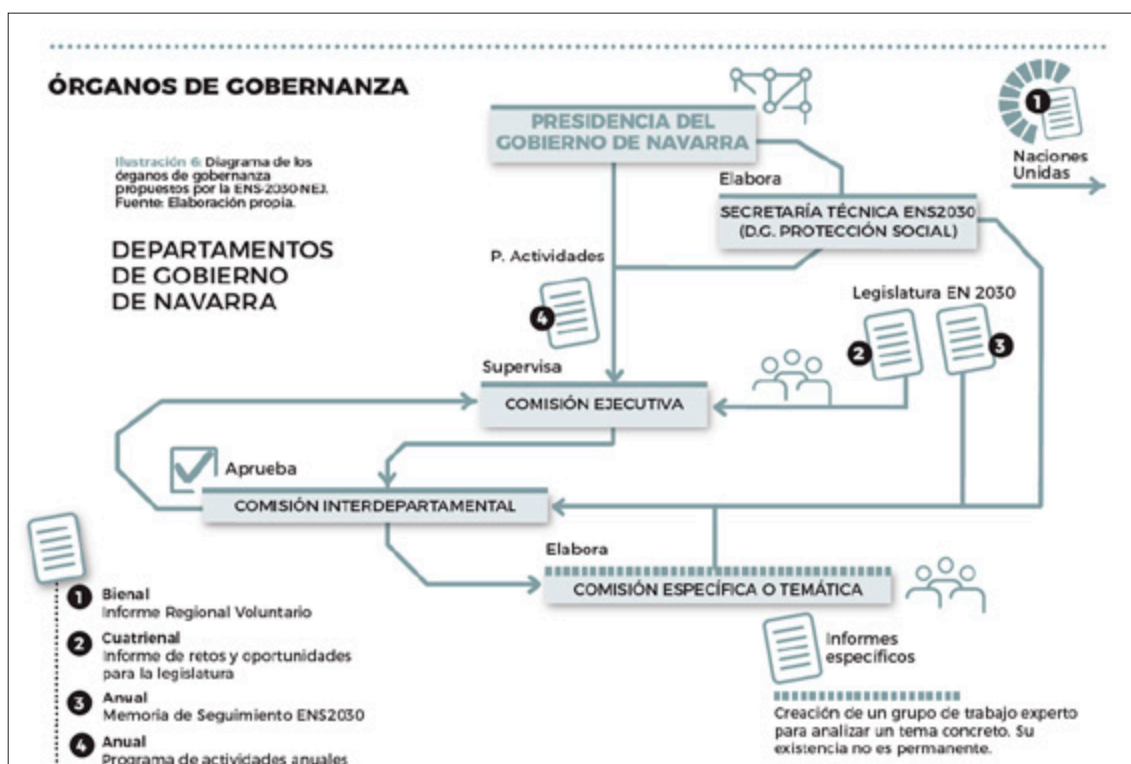 ÓRGANOS DE GOBERNANZA
Ilustración 6: Diagrama de los
órganos de gobernanza
propuestos por la ENS-2030-NEJ.
Fuente: Elaboración propia.
DEPARTAMENTOS
DE GOBIERNO
DE NAVARRA
PRESIDENCIA DEL
GOBIERNO DE NAVARRA
1
Naciones
Unidas
Elabora
SECRETARÍA TÉCNICA ENS2030
(D.G. PROTECCIÓN SOCIAL)
P. Actividades
4
Legislatura EN 2030
2
3
Supervisa
COMISIÓN EJECUTIVA
Aprueba
COMISIÓN INTERDEPARTAMENTAL
Elabora
COMISIÓN ESPECÍFICA O TEMÁTICA
1 Bienal
Informe Regional Voluntario
2 Cuatrienal
Informe de retos y oportunidades
para la legislatura
3 Anual
Memoria de Seguimiento ENS2030
4 Anual
Programa de actividades anuales
Informes
específicos
Creación de un grupo de trabajo experto
para analizar un tema concreto. Su
existencia no es permanente.